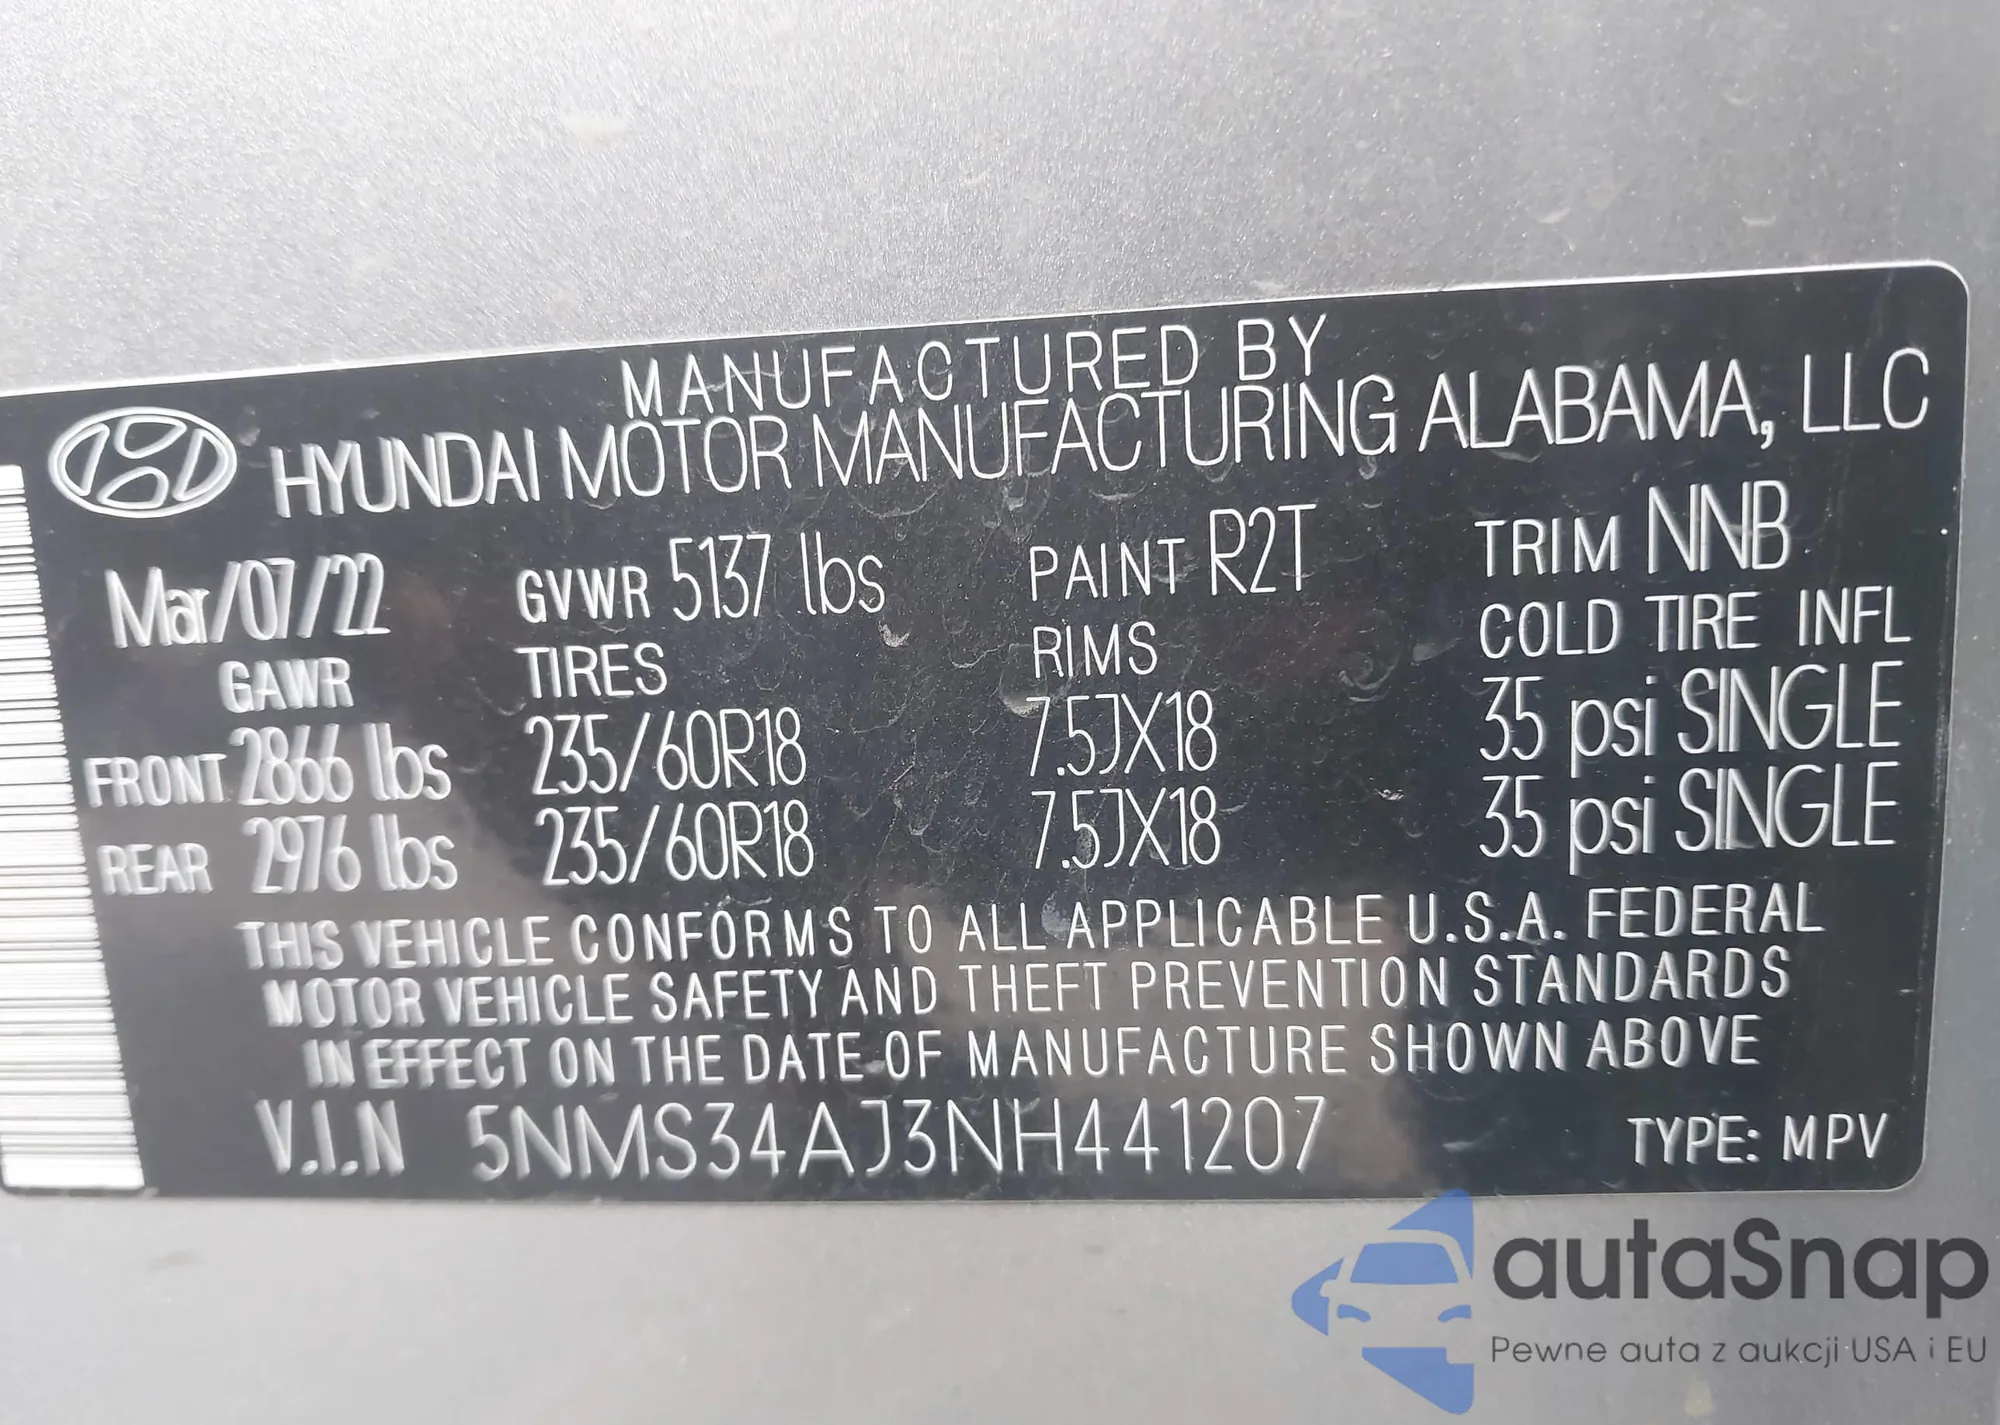 MANUFACTURED BY
HYUNDAI MOTOR MANUFACTURING ALABAMA, LLC
Mar/07/22 GVWR 5137 lbs PAINT R2T TRIM NNB
GAWR TIRES RIMS COLD TIRE INFL
FRONT 2866 lbs 235/60R18 7.5JX18 35 psi SINGLE
REAR 2976 lbs 235/60R18 7.5JX18 35 psi SINGLE
THIS VEHICLE CONFORMS TO ALL APPLICABLE U.S.A. FEDERAL
MOTOR VEHICLE SAFETY AND THEFT PREVENTION STANDARDS
IN EFFECT ON THE DATE OF MANUFACTURE SHOWN ABOVE
V.I.N 5NMS34AJ3NH441207 TYPE: MPV
autaSnap
Pewne auta z aukcji USA i EU